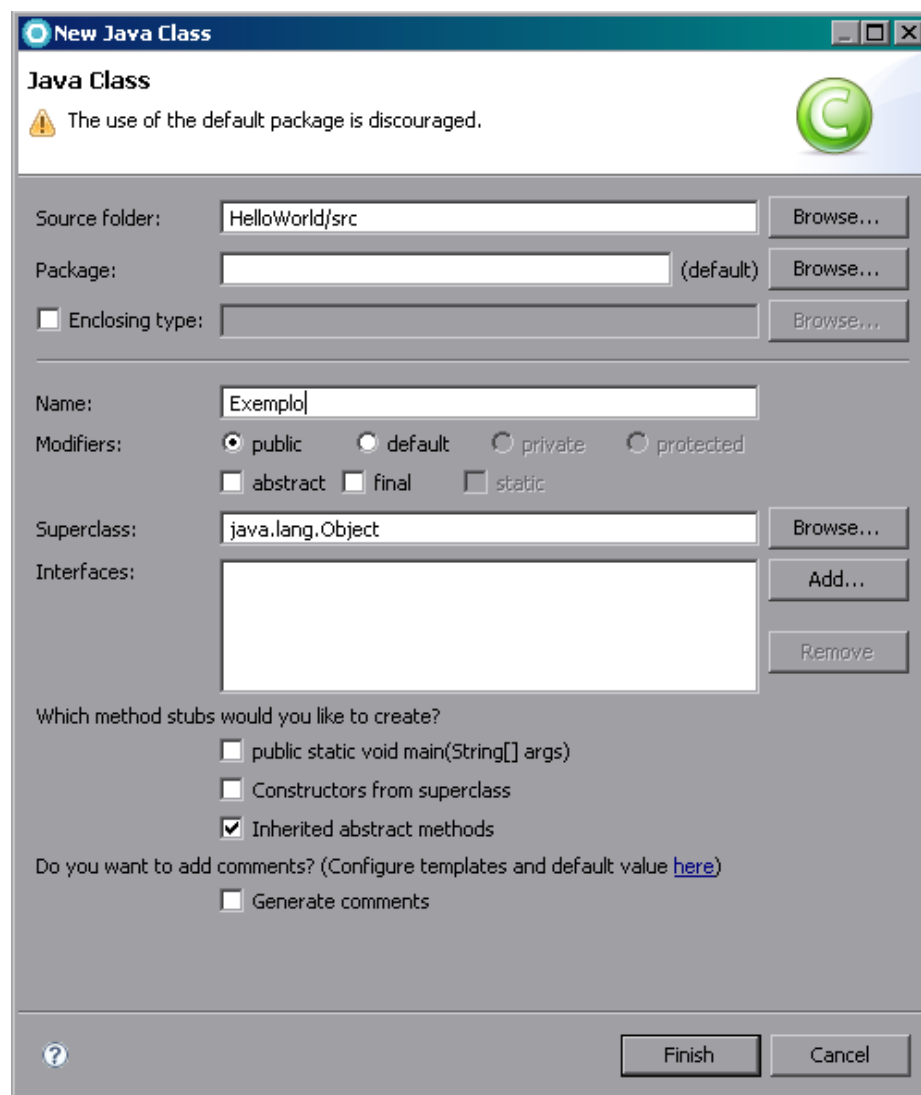 New Java Class
Java Class
The use of the default package is discouraged.
Source folder: HelloWorld/src Browse...
Package: (default) Browse...
Enclosing type: Browse...
Name: Exemplo
Modifiers: public default private protected
abstract final static
Superclass: java.lang.Object Browse...
Interfaces: Add...
Remove
Which method stubs would you like to create?
public static void main(String[] args)
Constructors from superclass
Inherited abstract methods
Do you want to add comments? (Configure templates and default value here)
Generate comments
Finish Cancel